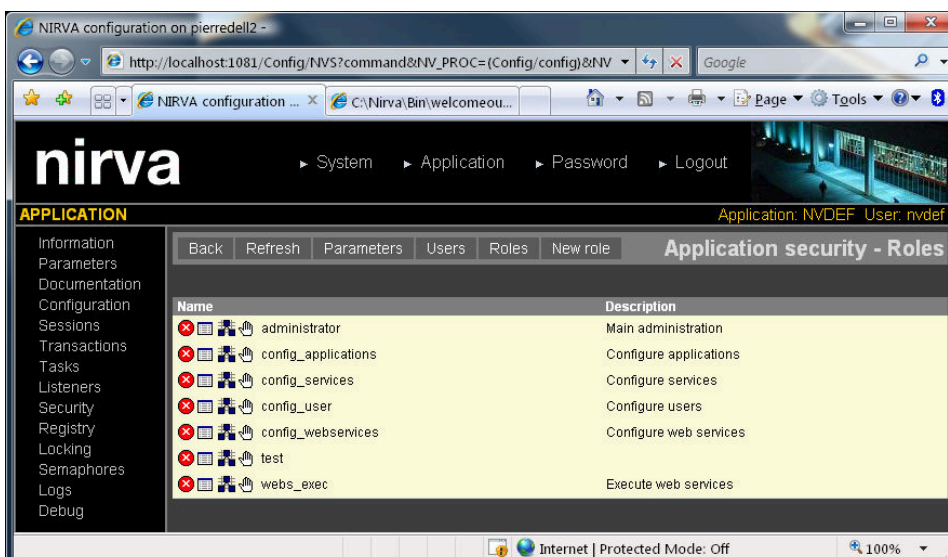 NIRVA configuration on pierredell2 -
http://localhost:1081/Config/NVS?command&NV_PROC=(Config/config)&NV
Google
NIRVA configuration ...
C:\Nirva\Bin\welcomeou...
Page
Tools
nirva
System
Application
Password
Logout
APPLICATION
Application: NVDEF User: nvdef
Information
Parameters
Documentation
Configuration
Sessions
Transactions
Tasks
Listeners
Security
Registry
Locking
Semaphores
Logs
Debug
Back
Refresh
Parameters
Users
Roles
New role
Application security - Roles
Name Description
administrator Main administration
config_applications Configure applications
config_services Configure services
config_user Configure users
config_webservices Configure web services
test
webs_exec Execute web services
Internet | Protected Mode: Off
100%